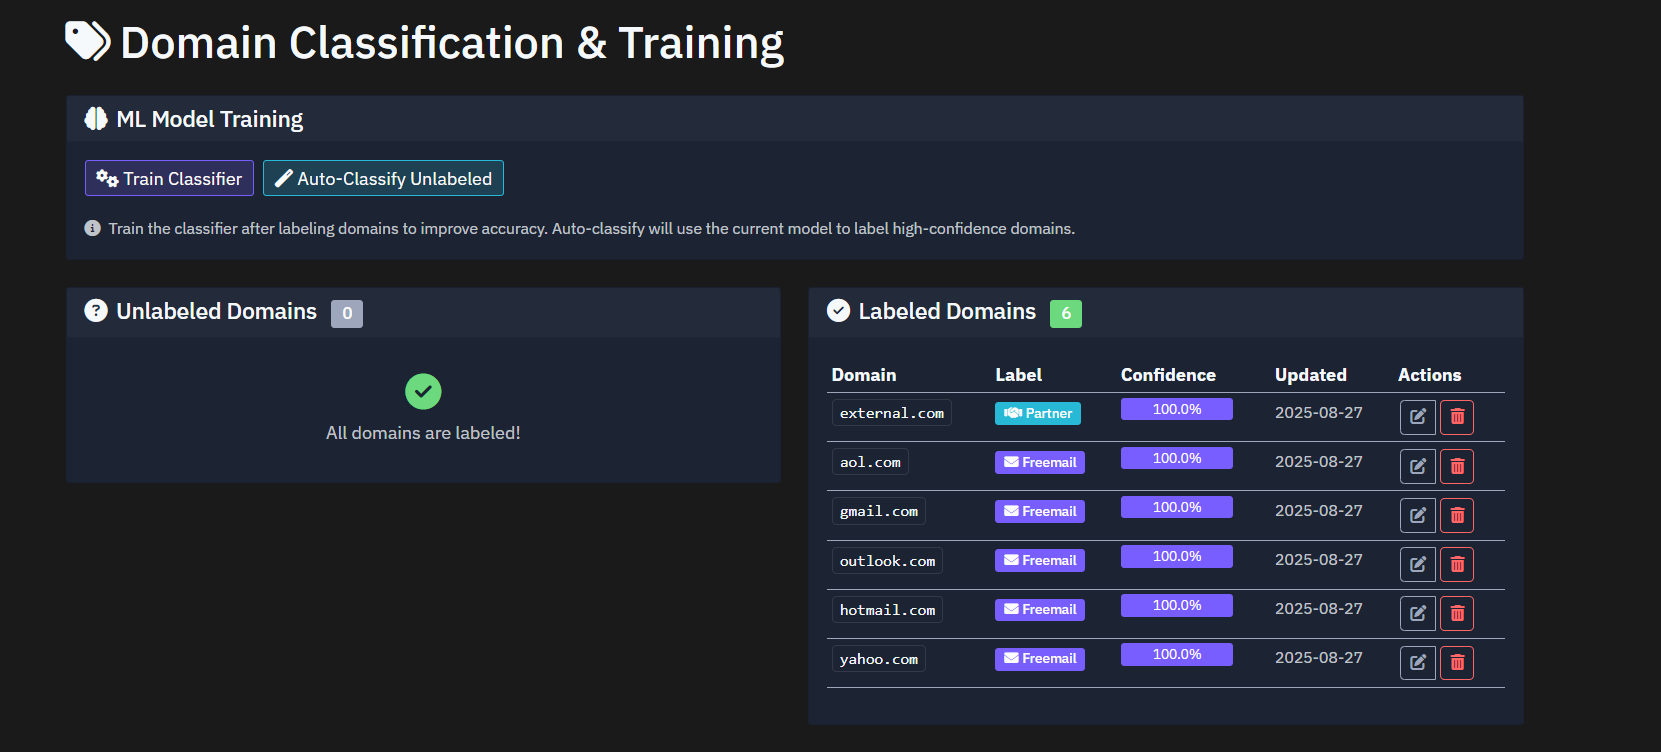 Domain Classification & Training
ML Model Training
Train Classifier
Auto-Classify Unlabeled
Train the classifier after labeling domains to improve accuracy. Auto-classify will use the current model to label high-confidence domains.
Unlabeled Domains 0
All domains are labeled!
Labeled Domains 6
Domain Label Confidence Updated Actions
external.com Partner 100.0% 2025-08-27
aol.com Freemail 100.0% 2025-08-27
gmail.com Freemail 100.0% 2025-08-27
outlook.com Freemail 100.0% 2025-08-27
hotmail.com Freemail 100.0% 2025-08-27
yahoo.com Freemail 100.0% 2025-08-27